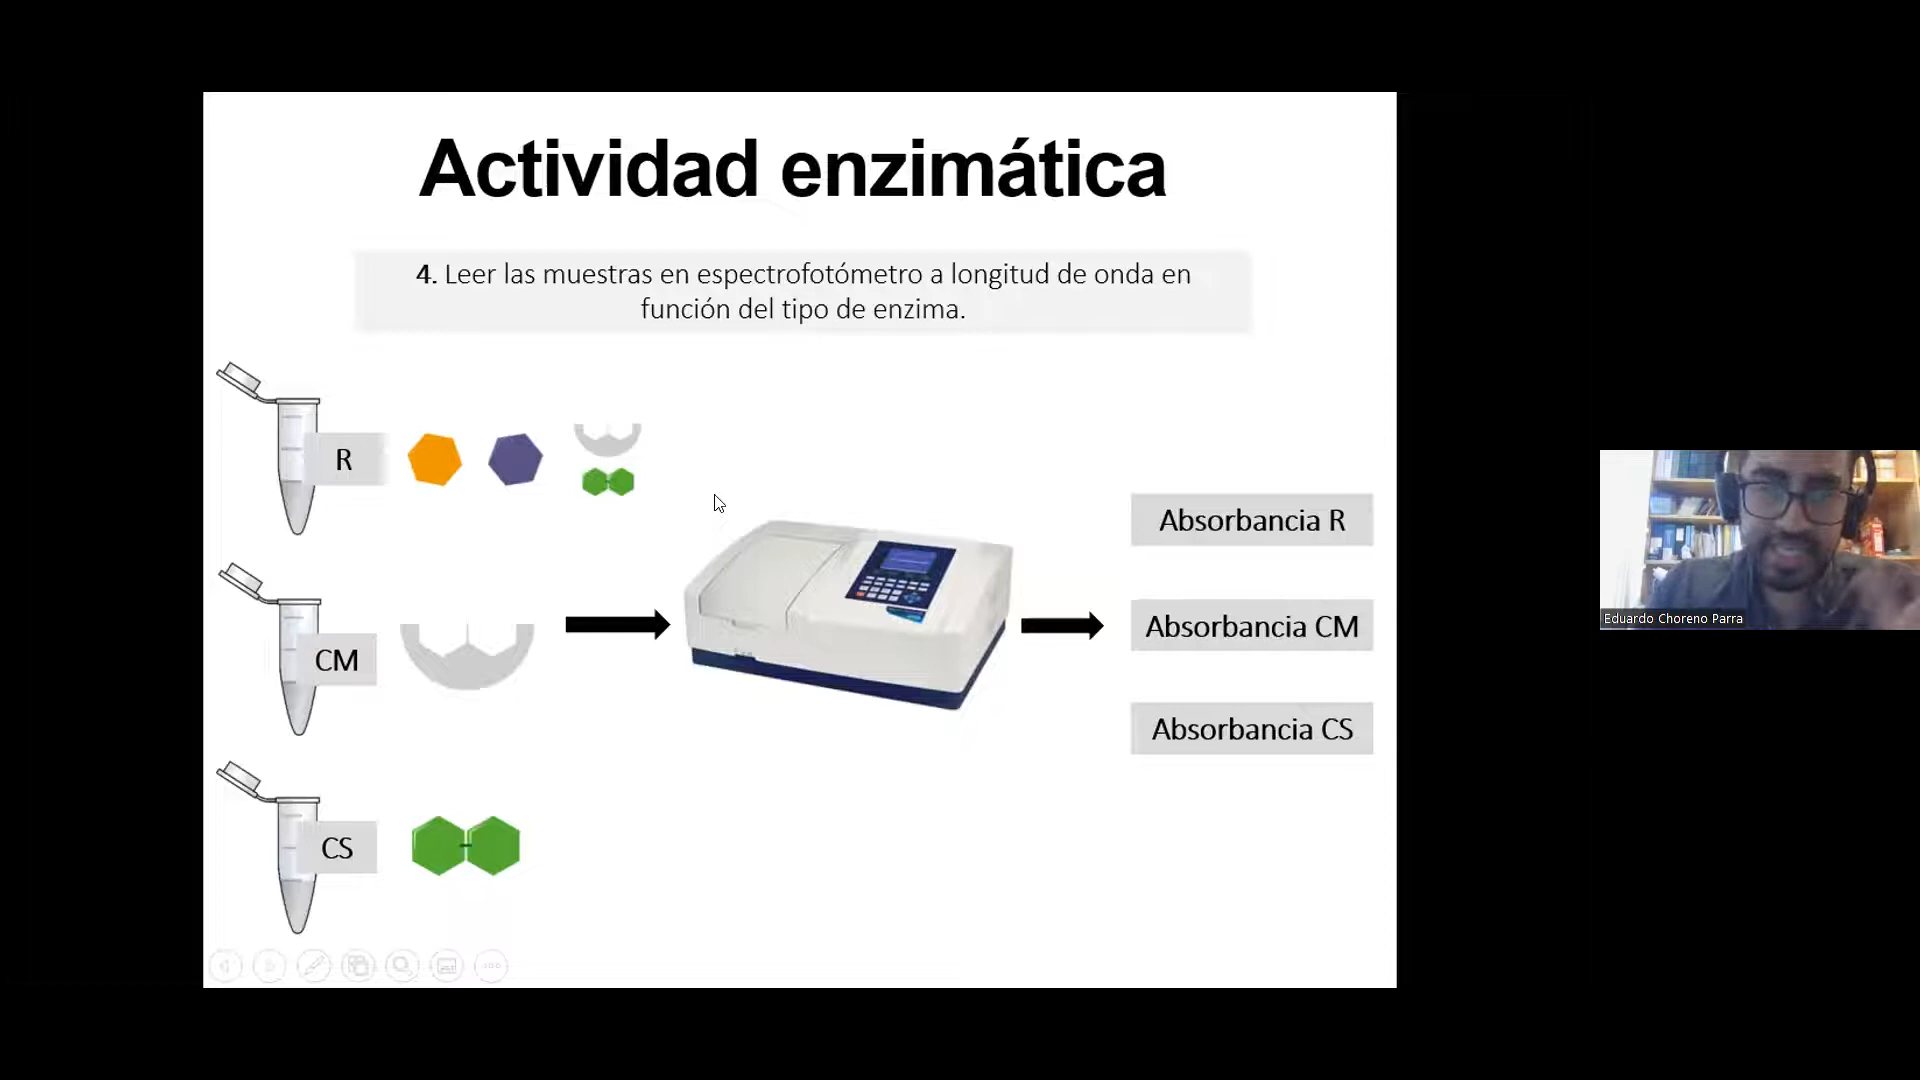 Actividad enzimática
4. Leer las muestras en espectrofotómetro a longitud de onda en
función del tipo de enzima.
R
CM
CS
Absorbancia R
Absorbancia CM
Absorbancia CS
Eduardo Choreno Parra